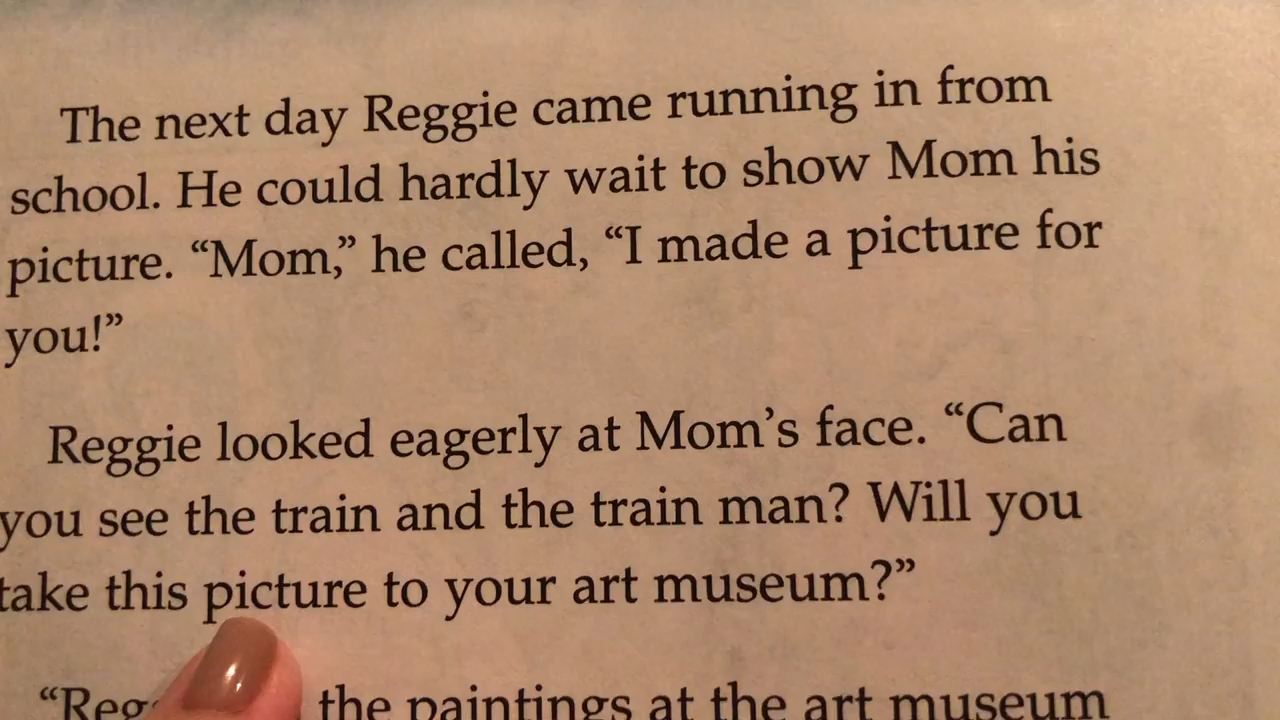 The next day Reggie came running in from
school. He could hardly wait to show Mom his
picture. “Mom,” he called, “I made a picture for
you!”
Reggie looked eagerly at Mom’s face. “Can
you see the train and the train man? Will you
take this picture to your art museum?”
the paintings at the art museum